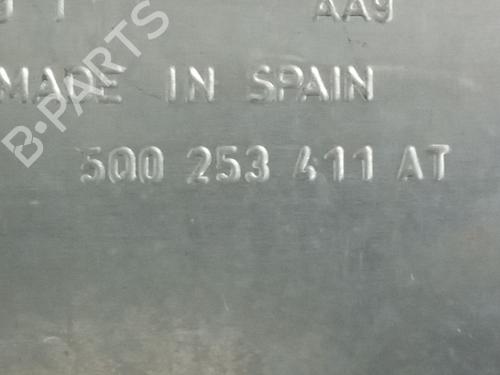 AA9
MADE IN SPAIN
5Q0 253 411 AT
B-PARTS